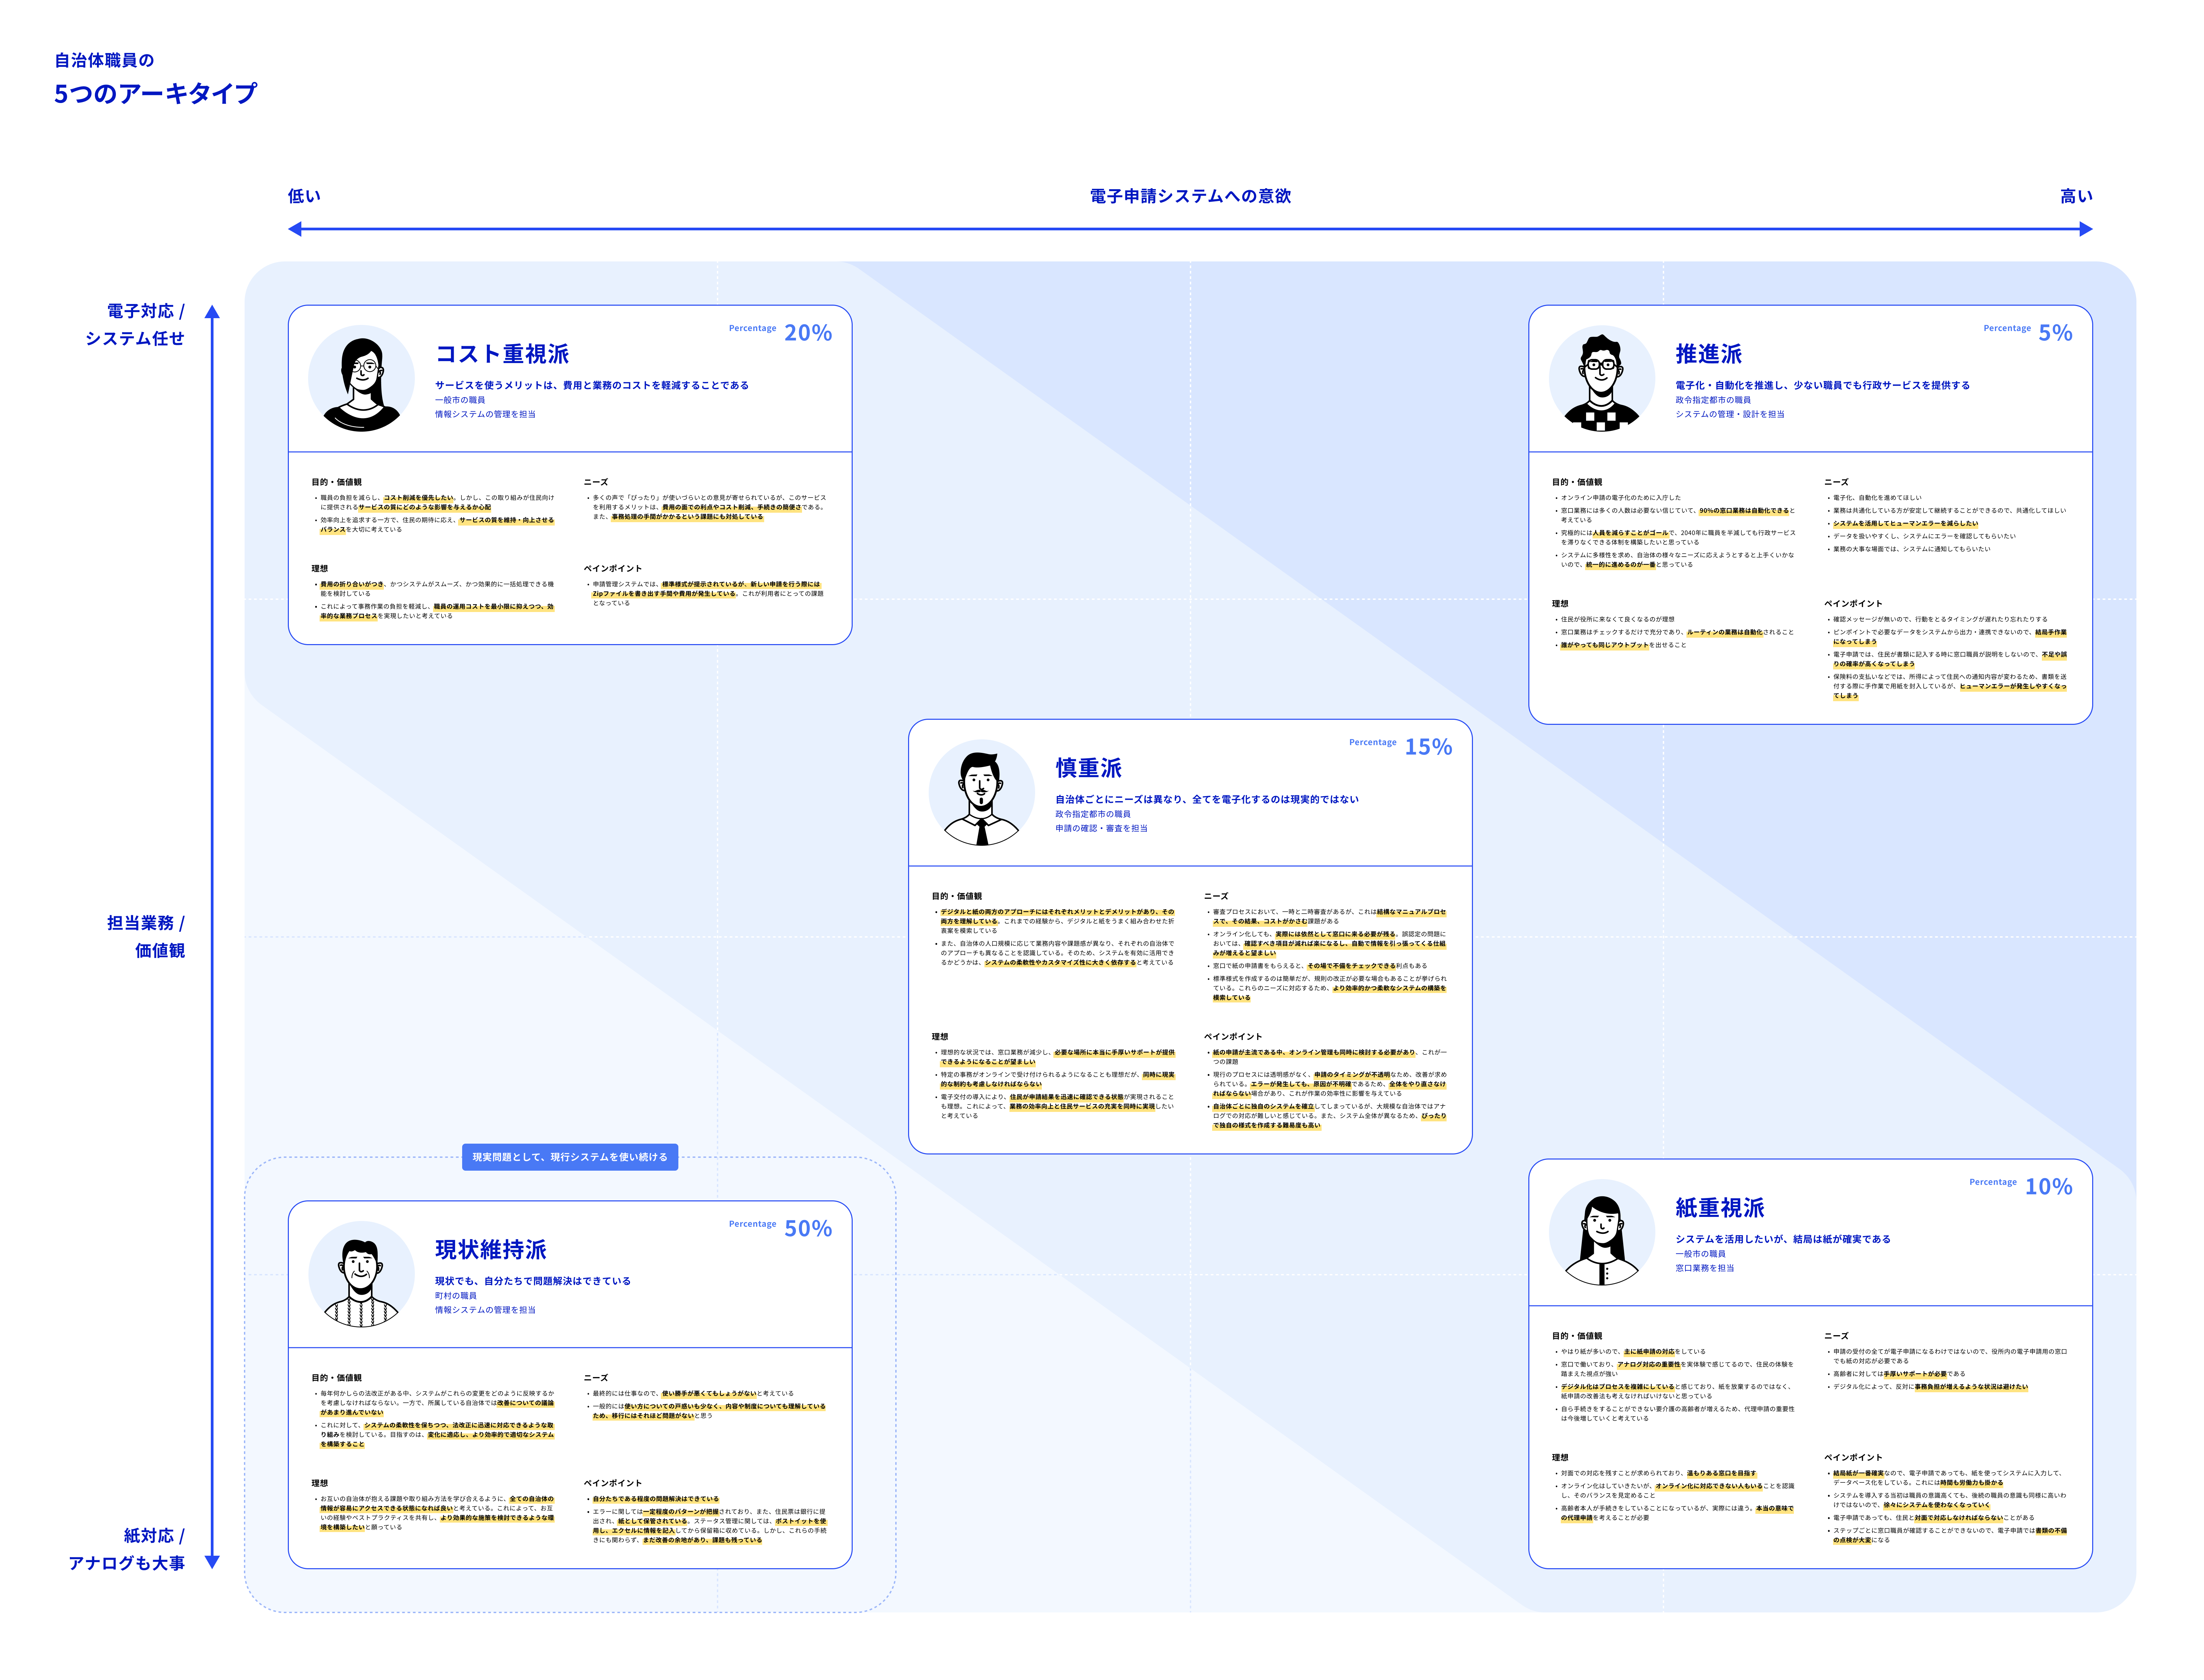 自治体職員の
5つのアーキタイプ
低い
電子申請システムへの意欲
高い
電子対応 /
システム任せ
担当業務 /
価値観
紙対応 /
アナログも大事
コスト重視派
Percentage 20%
サービスを使うメリットは、費用と業務のコストを軽減することである
一般市の職員
情報システムの管理を担当
目的・価値観
• 職員の負担を減らし、コスト削減を優先したい。しかし、この取り組みが住民向け
に提供されるサービスの質にどのような影響を与えるか心配
• 効率向上を追求する一方で、住民の期待に応え、サービスの質を維持・向上させる
バランスを大切に考えている
ニーズ
• 多くの声で「ぴったり」が使いづらいとの意見が寄せられているが、このサービス
を利用するメリットは、費用の面での利点やコスト削減、手続きの簡便さである。
また、事務処理の手間がかかるという課題にも対処している
理想
• 費用の折り合いがつき、かつシステムがスムーズ、かつ効果的に一括処理できる機
能を検討している
• これによって事務作業の負担を軽減し、職員の運用コストを最小限に抑えつつ、効
率的な業務プロセスを実現したいと考えている
ペインポイント
• 申請管理システムでは、標準様式が提示されているが、新しい申請を行う際には
Zipファイルを書き出す手間や費用が発生している。これが利用者にとっての課題
となっている
推進派
Percentage 5%
電子化・自動化を推進し、少ない職員でも行政サービスを提供する
政令指定都市の職員
システムの管理・設計を担当
目的・価値観
• オンライン申請の電子化のために入庁した
• 窓口業務には多くの人数は必要ない信じていて、90%の窓口業務は自動化できると
考えている
• 究極的には人員を減らすことがゴールで、2040年に職員を半減しても行政サービス
を滞りなくできる体制を構築したいと思っている
• システムに多様性を求め、自治体の様々なニーズに応えようとすると上手くいかな
いので、統一的に進めるのが一番と思っている
ニーズ
• 電子化、自動化を進めてほしい
• 業務は共通化している方が安定して継続することができるので、共通化してほしい
• システムを活用してヒューマンエラーを減らしたい
• データを扱いやすくし、システムにエラーを確認してもらいたい
• 業務の大事な場面では、システムに通知してもらいたい
理想
• 住民が役所に来なくて良くなるのが理想
• 窓口業務はチェックするだけで充分であり、ルーティンの業務は自動化されること
• 誰がやっても同じアウトプットを出せること
ペインポイント
• 確認メッセージが無いので、行動をとるタイミングが遅れたり忘れたりする
• ピンポイントで必要なデータをシステムから出力・連携できないので、結局手作業
になってしまう
• 電子申請では、住民が書類に記入する時に窓口職員が説明をしないので、不足や誤
りの確率が高くなってしまう
• 保険料の支払いなどでは、所得によって住民への通知内容が変わるため、書類を送
付する際に手作業で用紙を封入しているが、ヒューマンエラーが発生しやすくなっ
てしまう
慎重派
Percentage 15%
自治体ごとにニーズは異なり、全てを電子化するのは現実的ではない
政令指定都市の職員
申請の確認・審査を担当
目的・価値観
• デジタルと紙の両方のアプローチにはそれぞれメリットとデメリットがあり、その
両方を理解している。これまでの経験から、デジタルと紙をうまく組み合わせた折
衷案を模索している
• また、自治体の人口規模に応じて業務内容や課題感が異なり、それぞれの自治体で
のアプローチも異なることを認識している。そのため、システムを有効に活用でき
るかどうかは、システムの柔軟性やカスタマイズ性に大きく依存すると考えている
ニーズ
• 審査プロセスにおいて、一時と二時審査があるが、これは結構なマニュアルプロセ
スで、その結果、コストがかさむ課題がある
• オンライン化しても、実際には依然として窓口に来る必要が残る。誤認定の問題に
おいては、確認すべき項目が減れば楽になるし、自動で情報を引っ張ってくる仕組
みが増えると望ましい
• 窓口で紙の申請書をもらえると、その場で不備をチェックできる利点もある
• 標準様式を作成するのは簡単だが、規則の改正が必要な場合もあることが挙げられ
ている。これらのニーズに対応するため、より効率的かつ柔軟なシステムの構築を
模索している
理想
• 理想的な状況では、窓口業務が減少し、必要な場所に本当に手厚いサポートが提供
できるようになることが望ましい
• 特定の事務がオンラインで受け付けられるようになることも理想だが、同時に現実
的な制約も考慮しなければならない
• 電子交付の導入により、住民が申請結果を迅速に確認できる状態が実現されること
も理想。これによって、業務の効率向上と住民サービスの充実を同時に実現したい
と考えている
ペインポイント
• 紙の申請が主流である中、オンライン管理も同時に検討する必要があり、これが一
つの課題
• 現行のプロセスには透明感がなく、申請のタイミングが不透明なため、改善が求め
られている。エラーが発生しても、原因が不明確であるため、全体をやり直さなけ
ればならない場合があり、これが作業の効率性に影響を与えている
• 自治体ごとに独自のシステムを確立してしまっているが、大規模な自治体ではアナ
ログでの対応が難しいと感じている。また、システム全体が異なるため、ぴったり
で独自の様式を作成する難易度も高い
現実問題として、現行システムを使い続ける
現状維持派
Percentage 50%
現状でも、自分たちで問題解決はできている
町村の職員
情報システムの管理を担当
目的・価値観
• 毎年何かしらの法改正がある中、システムがこれらの変更をどのように反映するか
を考慮しなければならない。一方で、所属している自治体では改善についての議論
があまり進んでいない
• これに対して、システムの柔軟性を保ちつつ、法改正に迅速に対応できるような取
り組みを検討している。目指すのは、変化に適応し、より効率的で適切なシステム
を構築すること
ニーズ
• 最終的には仕事なので、使い勝手が悪くてもしょうがないと考えている
• 一般的には使い方についての戸惑いも少なく、内容や制度についても理解している
ため、移行にはそれほど問題がないと思う
理想
• お互いの自治体が抱える課題や取り組み方法を学び合えるように、全ての自治体の
情報が容易にアクセスできる状態になれば良いと考えている。これによって、お互
いの経験やベストプラクティスを共有し、より効果的な施策を検討できるような環
境を構築したいと願っている
ペインポイント
• 自分たちである程度の問題解決はできている
• エラーに関しては一定程度のパターンが把握されており、また、住民票は銀行に提
出され、紙として保管されている。ステータス管理に関しては、ポストイットを使
用し、エクセルに情報を記入してから保留箱に収めている。しかし、これらの手続
きにも関わらず、まだ改善の余地があり、課題も残っている
紙重視派
Percentage 10%
システムを活用したいが、結局は紙が確実である
一般市の職員
窓口業務を担当
目的・価値観
• やはり紙が多いので、主に紙申請の対応をしている
• 窓口で働いており、アナログ対応の重要性を実体験で感じてるので、住民の体験を
踏まえた視点が強い
• デジタル化はプロセスを複雑にしていると感じており、紙を放棄するのではなく、
紙申請の改善法も考えなければいけないと思っている
• 自ら手続きをすることができない要介護の高齢者が増えるため、代理申請の重要性
は今後増していくと考えている
ニーズ
• 申請の受付の全てが電子申請になるわけではないので、役所内の電子申請用の窓口
でも紙の対応が必要である
• 高齢者に対しては手厚いサポートが必要である
• デジタル化によって、反対に事務負担が増えるような状況は避けたい
理想
• 対面での対応を残すことが求められており、温もりある窓口を目指す
• オンライン化はしていきたいが、オンライン化に対応できない人もいることを認識
し、そのバランスを見定めること
• 高齢者本人が手続きをしていることになっているが、実際には違う。本当の意味で
の代理申請を考えることが必要
ペインポイント
• 結局紙が一番確実なので、電子申請であっても、紙を使ってシステムに入力して、
データベース化をしている。これには時間も労働力も掛かる
• システムを導入する当初は職員の意識高くても、後続の職員の意識も同様に高いわ
けではないので、徐々にシステムを使わなくなっていく
• 電子申請であっても、住民と対面で対応しなければならないことがある
• ステップごとに窓口職員が確認することができないので、電子申請では書類の不備
の点検が大変になる